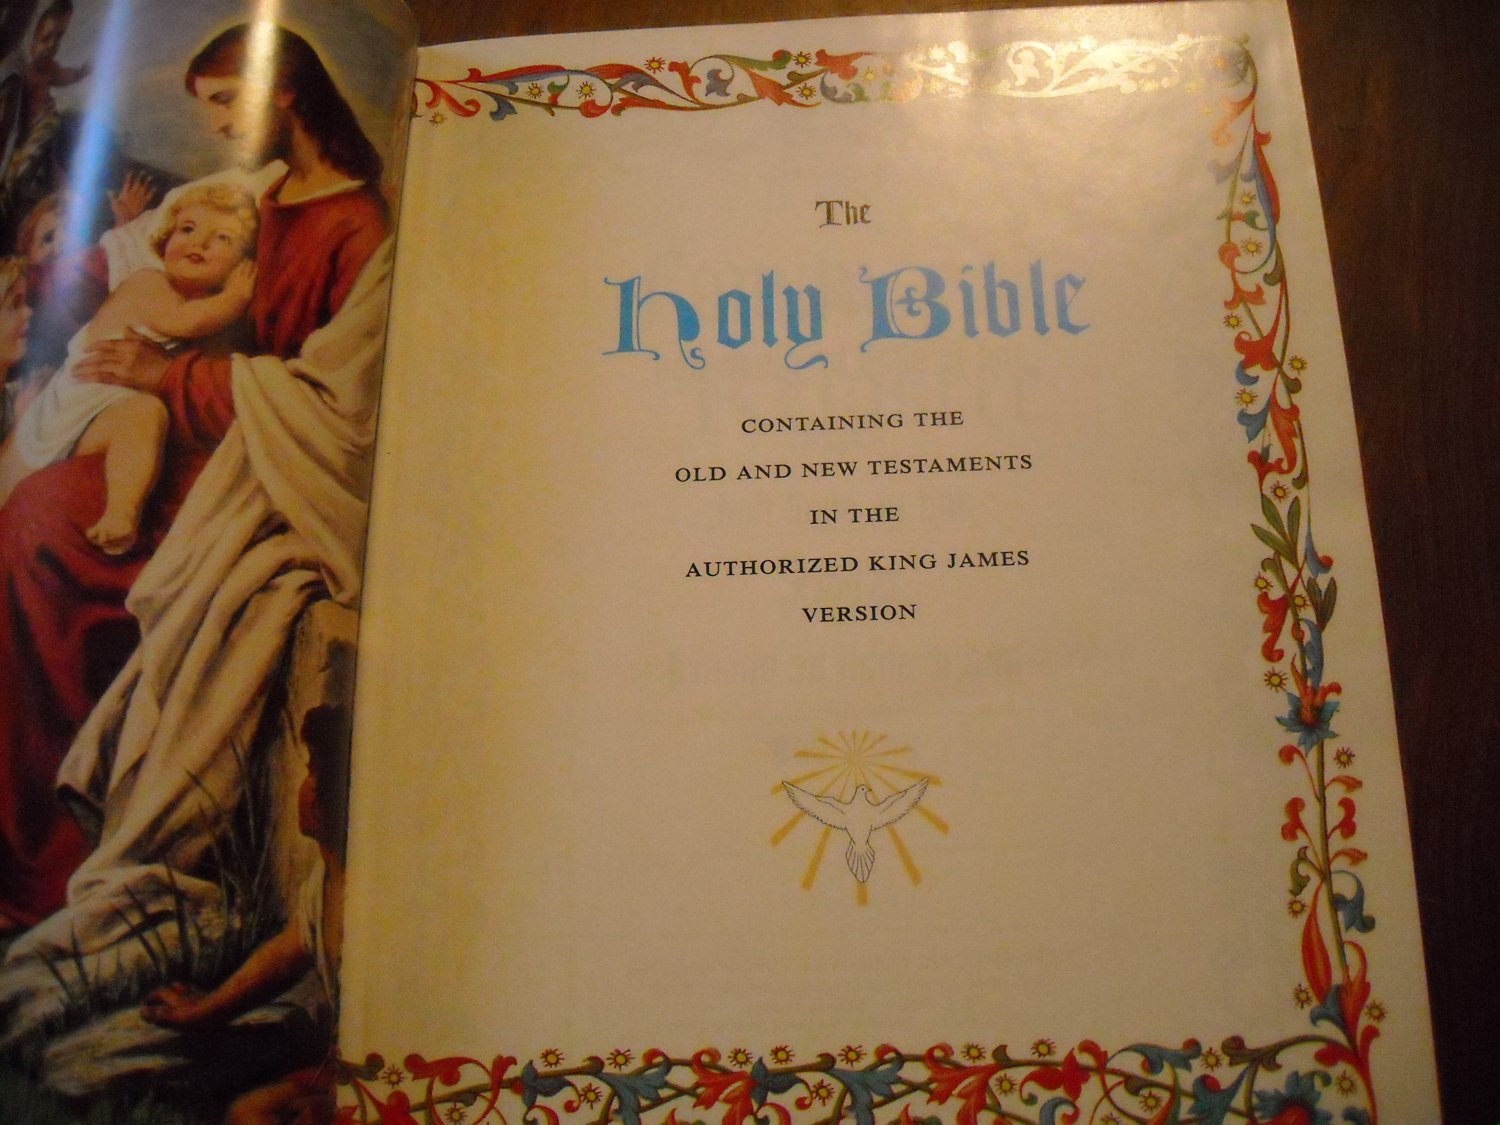 The
Holy Bible
CONTAINING THE
OLD AND NEW TESTAMENTS
IN THE
AUTHORIZED KING JAMES
VERSION